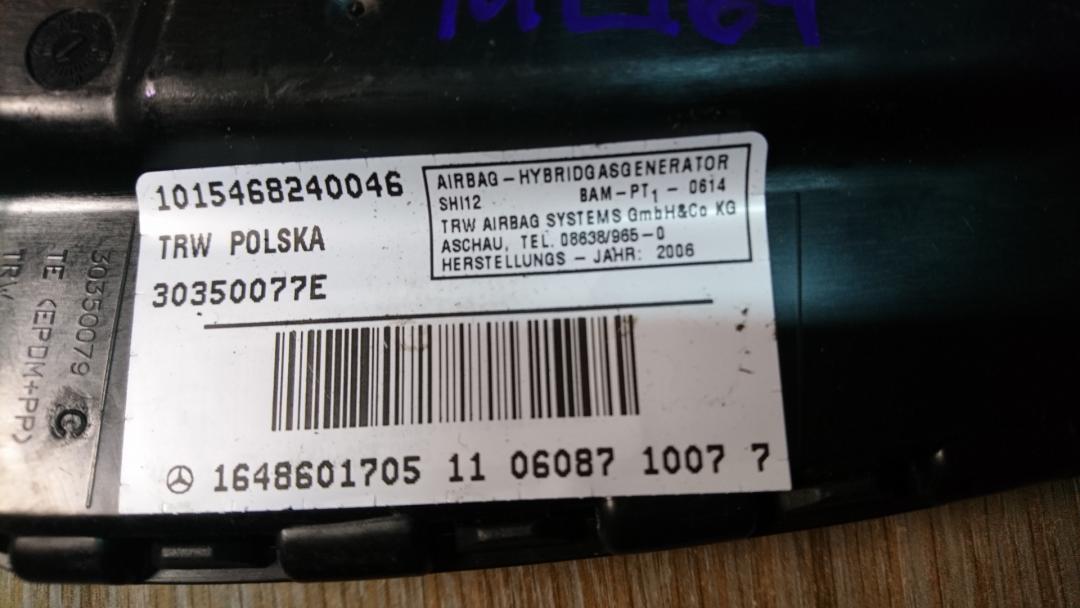 ML164
1015468240046
TRW POLSKA
30350077E
AIRBAG-HYBRIDGASGENERATOR
SHI12 BAM-PT1 - 0614
TRW AIRBAG SYSTEMS GmbH&Co KG
ASCHAU, TEL. 08638/965-0
HERSTELLUNGS - JAHR: 2006
1648601705 11 06087 1007 7
30350079 C
TE (EPDM+PP)
TRW